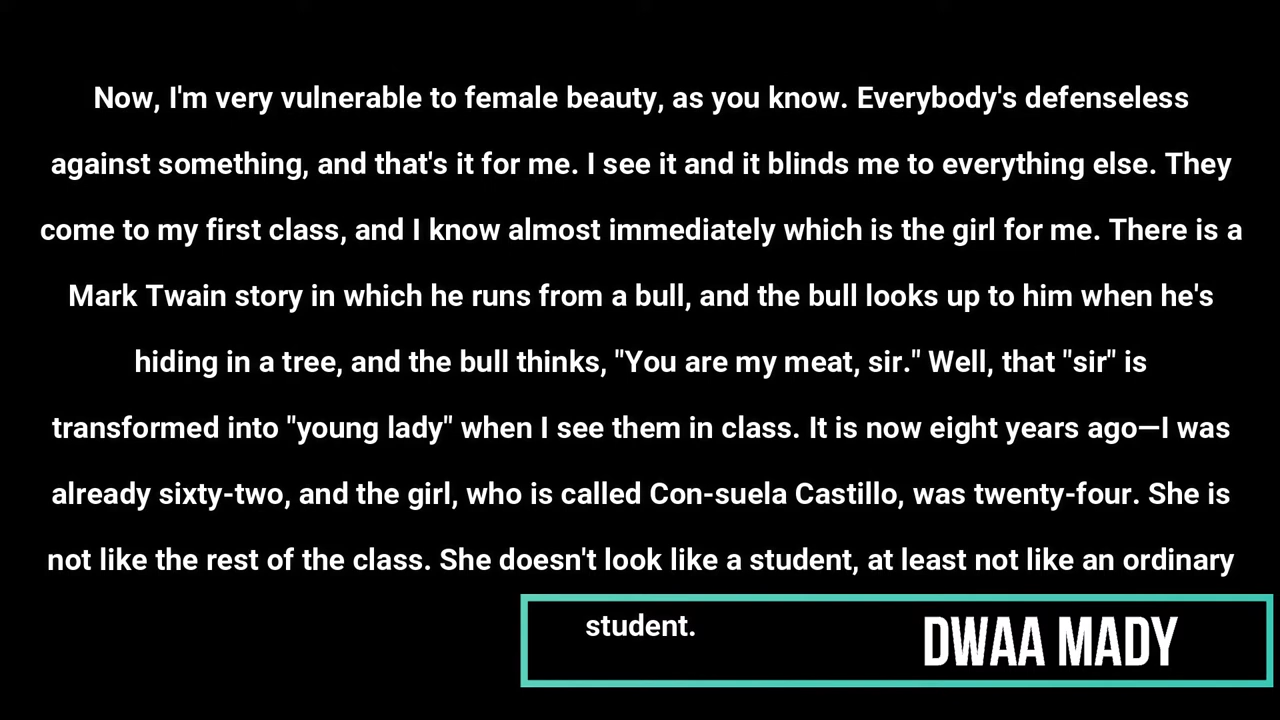 Now, I'm very vulnerable to female beauty, as you know. Everybody's defenseless
against something, and that's it for me. I see it and it blinds me to everything else. They
come to my first class, and I know almost immediately which is the girl for me. There is a
Mark Twain story in which he runs from a bull, and the bull looks up to him when he's
hiding in a tree, and the bull thinks, "You are my meat, sir." Well, that "sir" is
transformed into "young lady" when I see them in class. It is now eight years ago—I was
already sixty-two, and the girl, who is called Con-suela Castillo, was twenty-four. She is
not like the rest of the class. She doesn't look like a student, at least not like an ordinary
student.
DWAA MADY